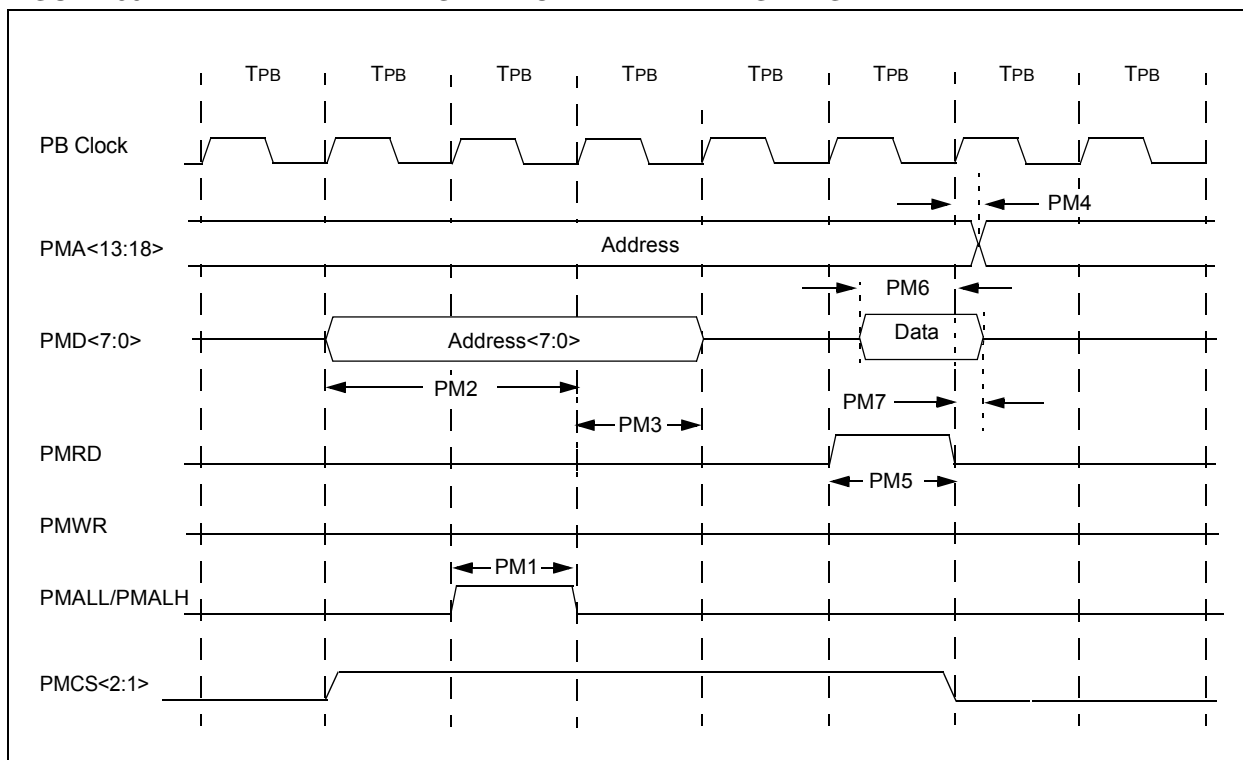 TPB TPB TPB TPB TPB TPB TPB TPB
PB Clock
PM4
PMA<13:18>
Address
PM6
PMD<7:0>
Address<7:0>
Data
PM2
PM7
PM3
PMRD
PM5
PMWR
PM1
PMALL/PMALH
PMCS<2:1>